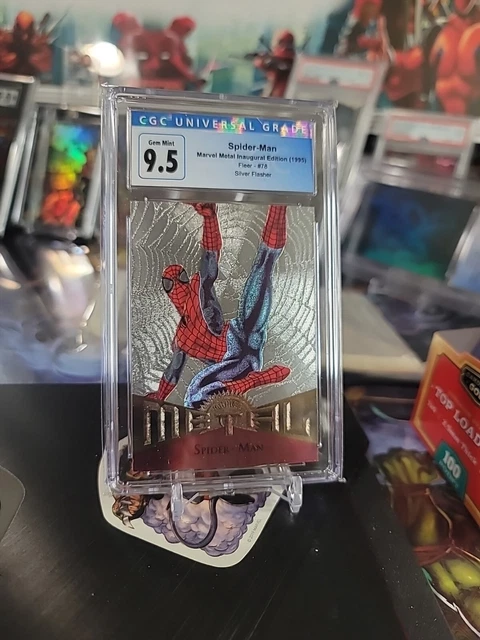 CGC UNIVERSAL GRADE
Gem Mint
9.5
Spider-Man
Marvel Metal Inaugural Edition (1995)
Fleer - #78
Silver Flasher
METAL
SPIDER-MAN
TOP LOAD
100